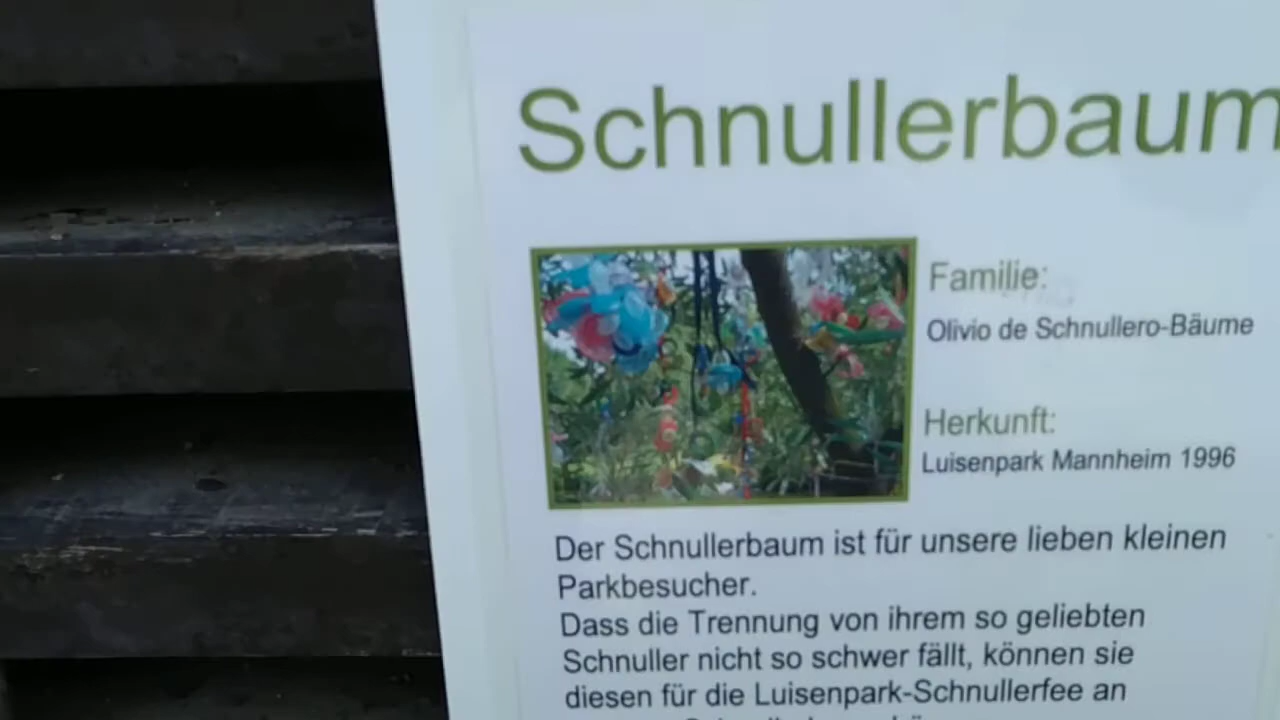 Schnullerbaum
Familie:
Olivio de Schnullero-Bäume
Herkunft:
Luisenpark Mannheim 1996
Der Schnullerbaum ist für unsere lieben kleinen
Parkbesucher.
Dass die Trennung von ihrem so geliebten
Schnuller nicht so schwer fällt, können sie
diesen für die Luisenpark-Schnullerfee an